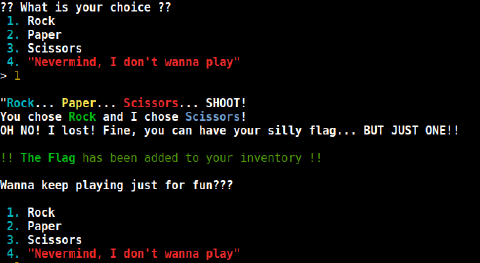 ?? What is your choice ??
1. Rock
2. Paper
3. Scissors
4. "Nevermind, I don't wanna play"
> 1
"Rock... Paper... Scissors... SHOOT!
You chose Rock and I chose Scissors!
OH NO! I lost! Fine, you can have your silly flag... BUT JUST ONE!!
!! The Flag has been added to your inventory !!
Wanna keep playing just for fun???
1. Rock
2. Paper
3. Scissors
4. "Nevermind, I don't wanna play"